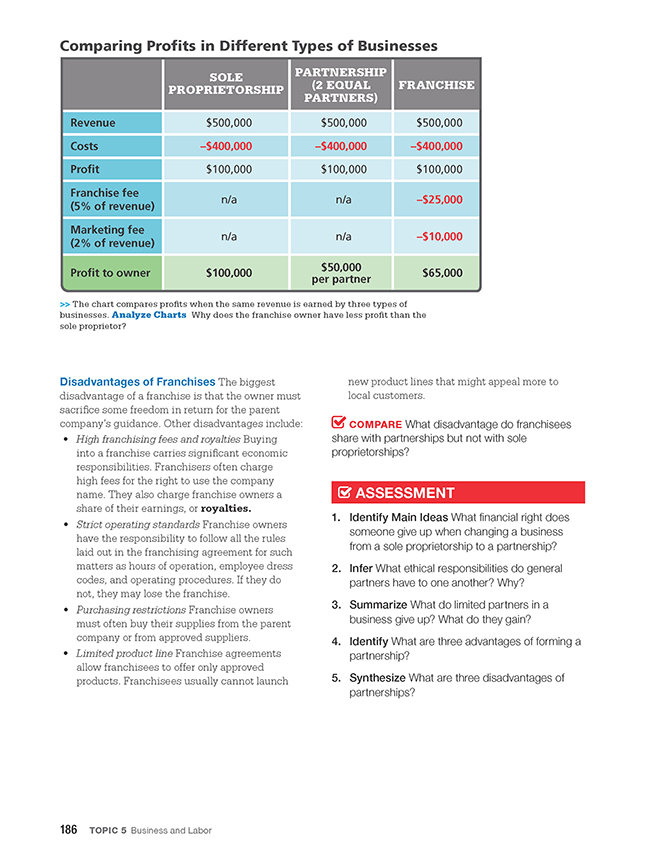 Comparing Profits in Different Types of Businesses
SOLE
PROPRIETORSHIP
PARTNERSHIP
(2 EQUAL
PARTNERS)
FRANCHISE
Revenue $500,000 $500,000 $500,000
Costs –$400,000 –$400,000 –$400,000
Profit $100,000 $100,000 $100,000
Franchise fee
(5% of revenue) n/a n/a –$25,000
Marketing fee
(2% of revenue) n/a n/a –$10,000
Profit to owner $100,000 $50,000
per partner $65,000
>> The chart compares profits when the same revenue is earned by three types of
businesses. Analyze Charts Why does the franchise owner have less profit than the
sole proprietor?
Disadvantages of Franchises The biggest
disadvantage of a franchise is that the owner must
sacrifice some freedom in return for the parent
company's guidance. Other disadvantages include:
• High franchising fees and royalties Buying
into a franchise carries significant economic
responsibilities. Franchisers often charge
high fees for the right to use the company
name. They also charge franchise owners a
share of their earnings, or royalties.
• Strict operating standards Franchise owners
have the responsibility to follow all the rules
laid out in the franchising agreement for such
matters as hours of operation, employee dress
codes, and operating procedures. If they do
not, they may lose the franchise.
• Purchasing restrictions Franchise owners
must often buy their supplies from the parent
company or from approved suppliers.
• Limited product line Franchise agreements
allow franchisees to offer only approved
products. Franchisees usually cannot launch
new product lines that might appeal more to
local customers.
COMPARE What disadvantage do franchisees
share with partnerships but not with sole
proprietorships?
ASSESSMENT
1. Identify Main Ideas What financial right does
someone give up when changing a business
from a sole proprietorship to a partnership?
2. Infer What ethical responsibilities do general
partners have to one another? Why?
3. Summarize What do limited partners in a
business give up? What do they gain?
4. Identify What are three advantages of forming a
partnership?
5. Synthesize What are three disadvantages of
partnerships?
186 TOPIC 5 Business and Labor